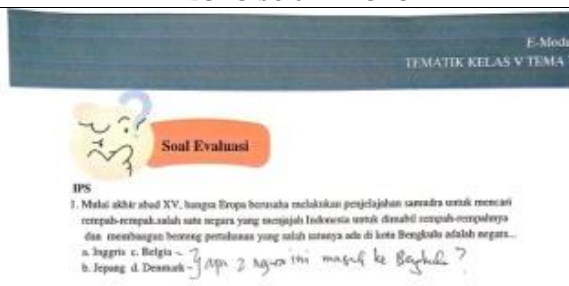 E-Modu
TEMATIK KELAS V TEMA
Soal Evaluasi
IPS
1. Mulai akhir abad XV, bangsa Eropa berusaha melakukan penjelajahan samudra untuk mencari
rempah-rempah.salah satu negara yang menjajah Indonesia untuk dimabil rempah-rempahnya
dan membangun benteng pertahanan yang salah satunya ada di kota Bengkulu adalah negara...
a. Inggris c. Belgia
b. Jepang d. Denmark
apa 2 negara ini masuk ke Bengkulu ?